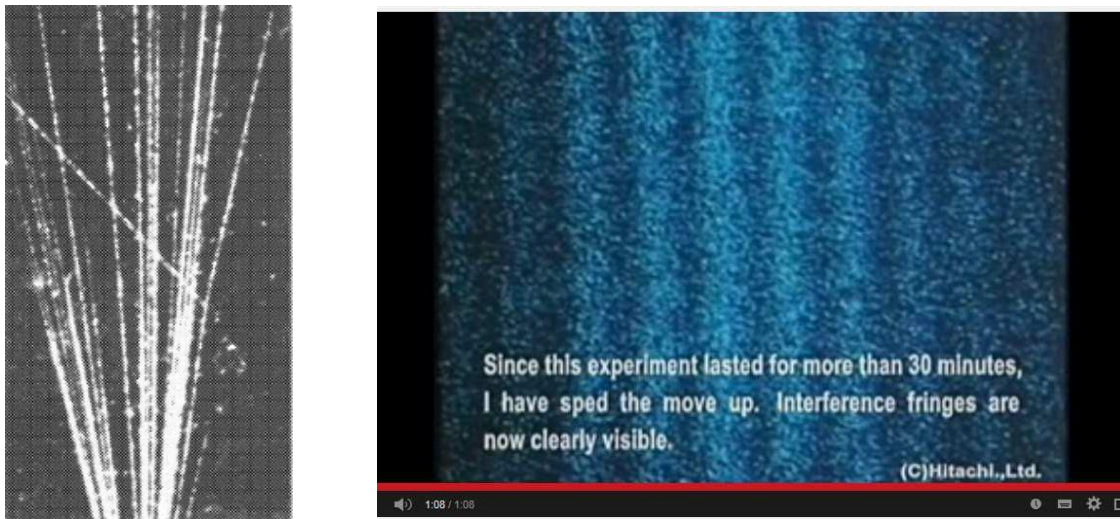 Since this experiment lasted for more than 30 minutes,
I have sped the move up. Interference fringes are
now clearly visible.
(C)Hitachi.,Ltd.
1:08 / 1:08